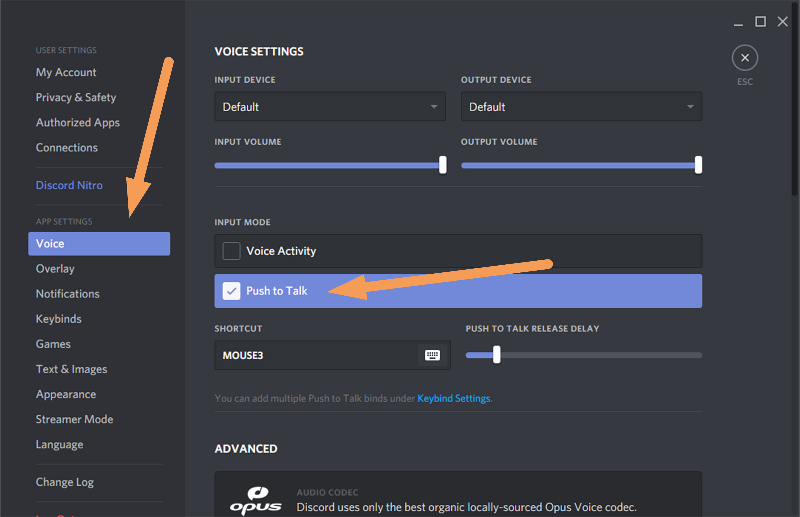 USER SETTINGS
My Account
Privacy & Safety
Authorized Apps
Connections
Discord Nitro
APP SETTINGS
Voice
Overlay
Notifications
Keybinds
Games
Text & Images
Appearance
Streamer Mode
Language
Change Log
VOICE SETTINGS
ESC
INPUT DEVICE
OUTPUT DEVICE
Default
Default
INPUT VOLUME
OUTPUT VOLUME
INPUT MODE
Voice Activity
Push to Talk
SHORTCUT
PUSH TO TALK RELEASE DELAY
MOUSE3
You can add multiple Push to Talk binds under Keybind Settings.
ADVANCED
opus
AUDIO CODEC
Discord uses only the best organic locally-sourced Opus Voice codec.